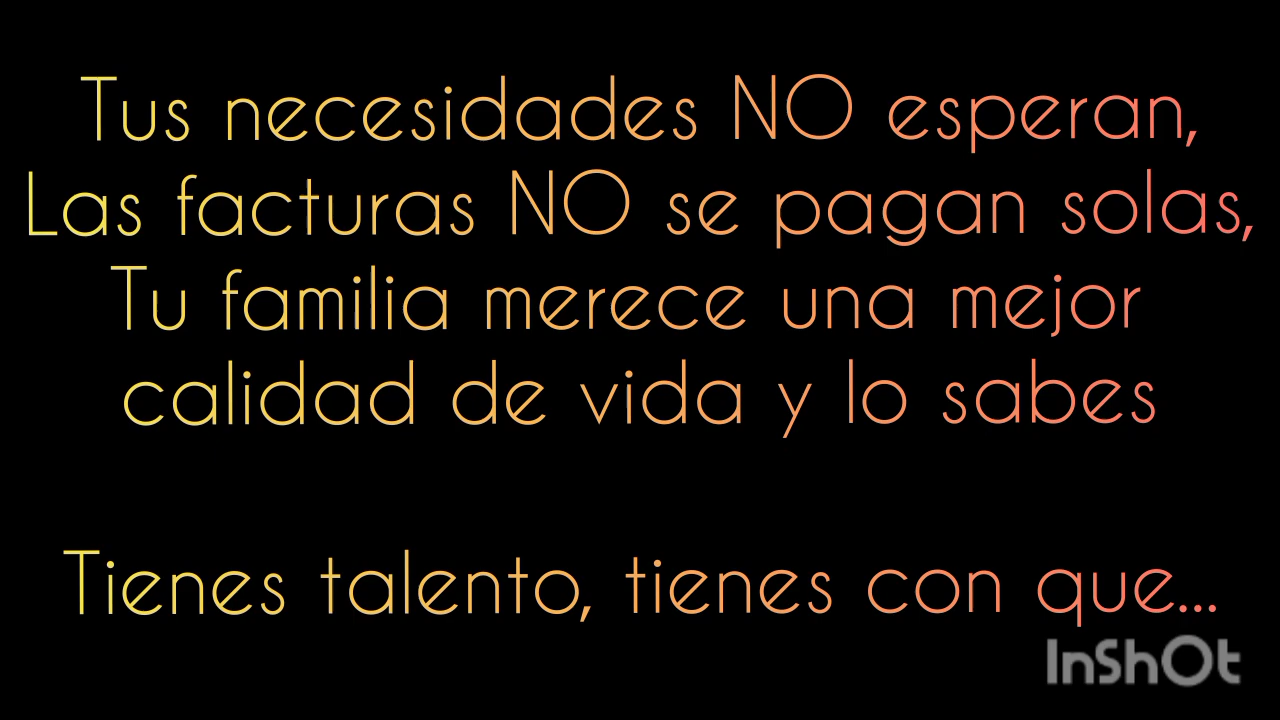 Tus necesidades NO esperan,
Las facturas NO se pagan solas,
Tu familia merece una mejor
calidad de vida y lo sabes
Tienes talento, tienes con que...
InShOt